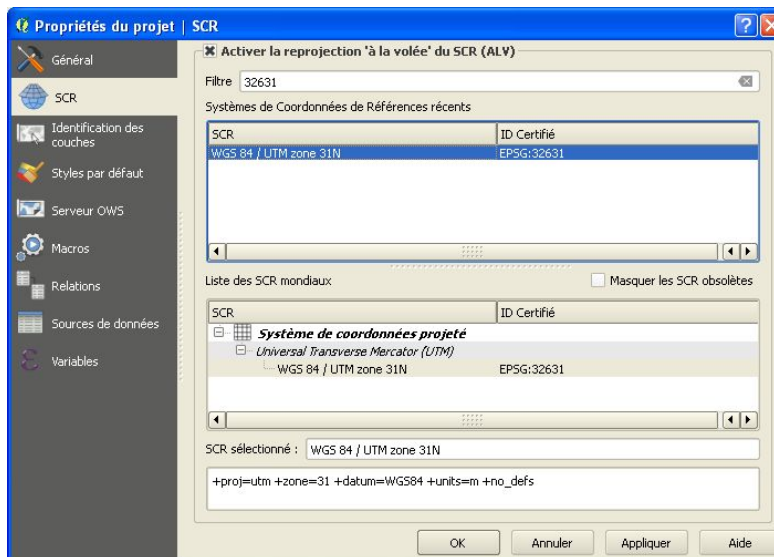 Propriétés du projet | SCR
Général
SCR
Identification des
couches
Styles par défaut
Serveur OWS
Macros
Relations
Sources de données
Variables
Activer la reprojection 'à la volée' du SCR (ALV)
Filtre 32631
Systèmes de Coordonnées de Références récents
SCR ID Certifié
WGS 84 / UTM zone 31N EPSG:32631
Liste des SCR mondiaux Masquer les SCR obsolètes
SCR ID Certifié
Système de coordonnées projeté
Universal Transverse Mercator (UTM)
WGS 84 / UTM zone 31N EPSG:32631
SCR sélectionné : WGS 84 / UTM zone 31N
+proj=utm +zone=31 +datum=WGS84 +units=m +no_defs
OK Annuler Appliquer Aide